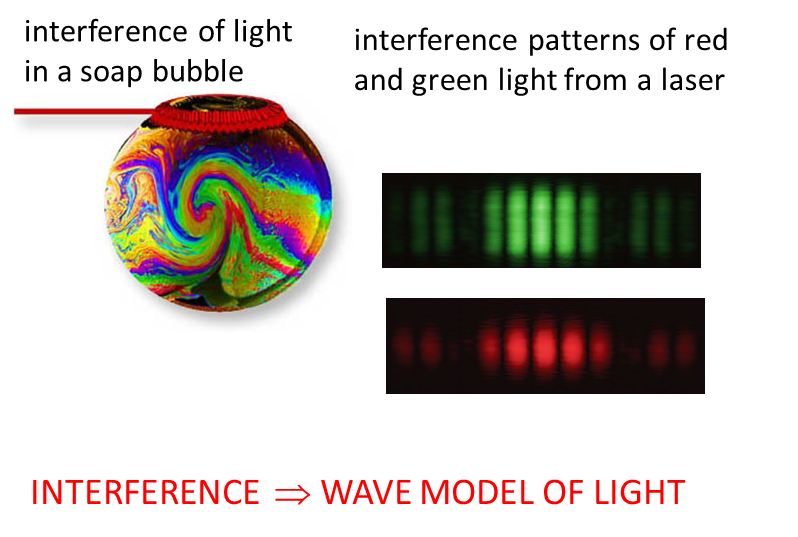 interference of light
in a soap bubble
interference patterns of red
and green light from a laser
INTERFERENCE ⇒ WAVE MODEL OF LIGHT